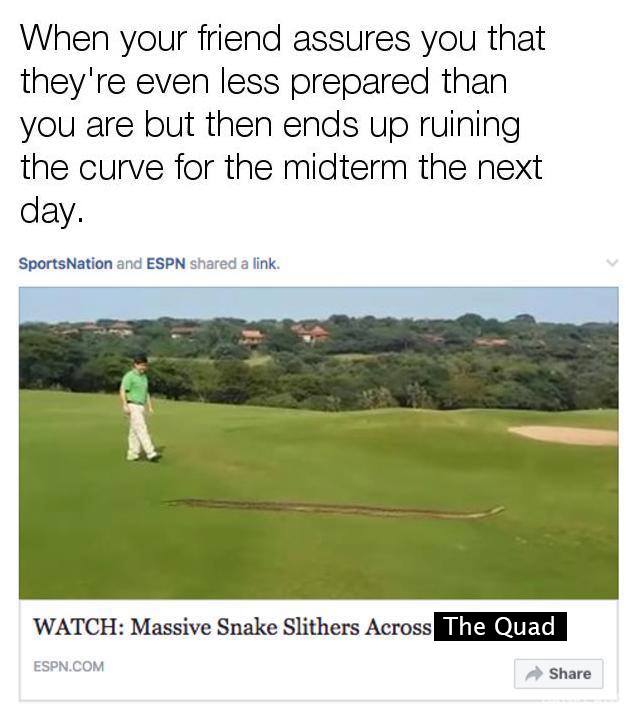 When your friend assures you that
they're even less prepared than
you are but then ends up ruining
the curve for the midterm the next
day.
SportsNation and ESPN shared a link.
WATCH: Massive Snake Slithers Across The Quad
ESPN.COM
Share